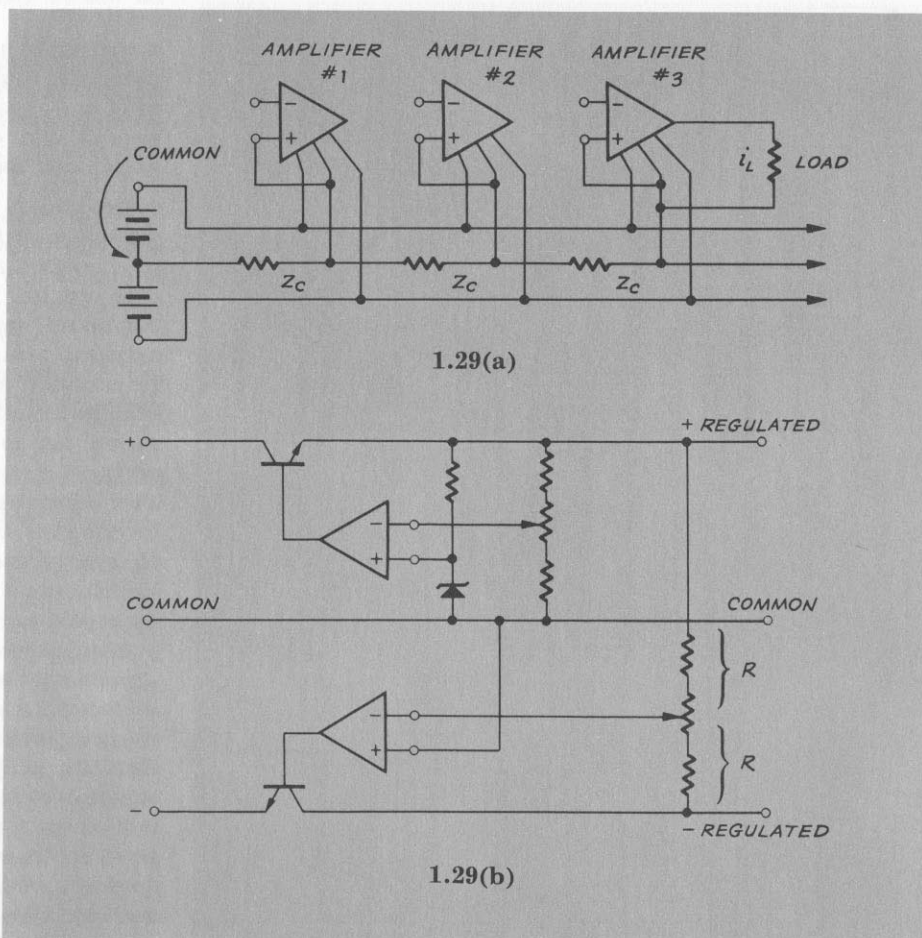 AMPLIFIER
#1
AMPLIFIER
#2
AMPLIFIER
#3
− + − + − +
COMMON
i_L LOAD
Z_C Z_C Z_C
1.29(a)
+ + REGULATED
−
+
COMMON COMMON
R
−
+
R
− − REGULATED
1.29(b)